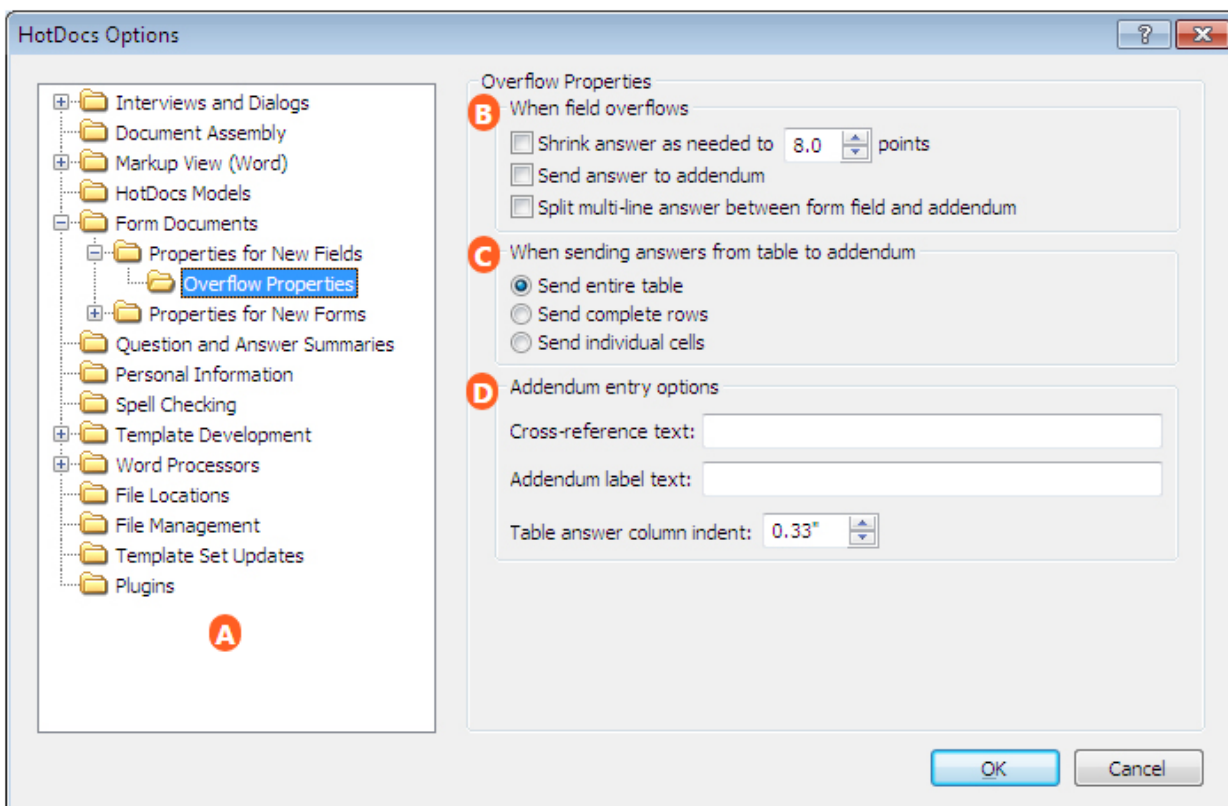 HotDocs Options
?
Interviews and Dialogs
Document Assembly
Markup View (Word)
HotDocs Models
Form Documents
Properties for New Fields
Overflow Properties
Properties for New Forms
Question and Answer Summaries
Personal Information
Spell Checking
Template Development
Word Processors
File Locations
File Management
Template Set Updates
Plugins
A
Overflow Properties
B When field overflows
Shrink answer as needed to 8.0 points
Send answer to addendum
Split multi-line answer between form field and addendum
C When sending answers from table to addendum
Send entire table
Send complete rows
Send individual cells
D Addendum entry options
Cross-reference text:
Addendum label text:
Table answer column indent: 0.33"
OK Cancel